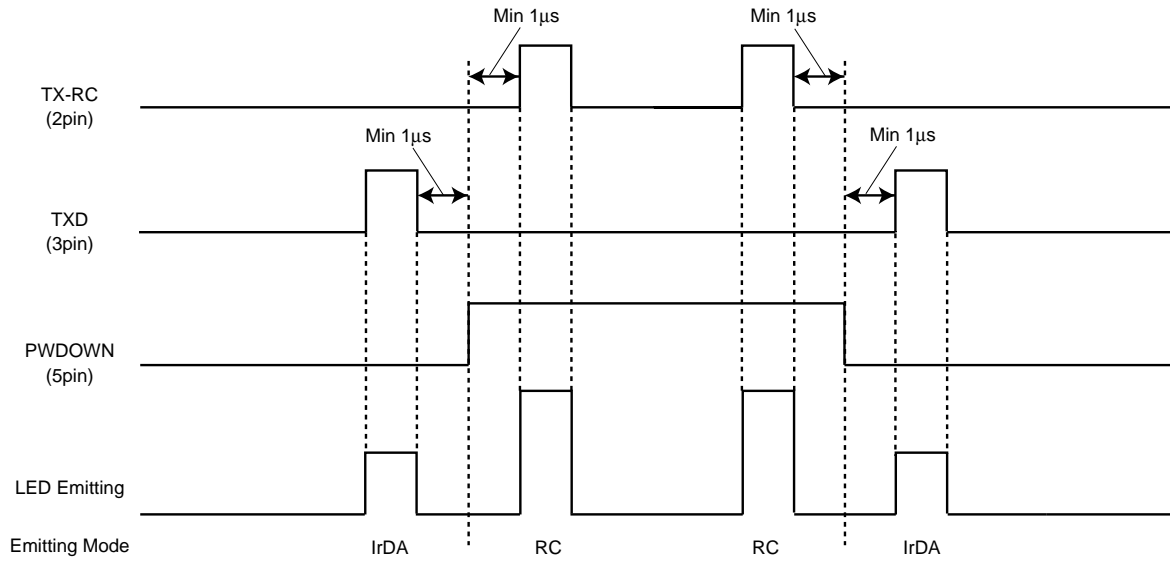 Min 1μs
Min 1μs
TX-RC
(2pin)
Min 1μs
Min 1μs
TXD
(3pin)
PWDOWN
(5pin)
LED Emitting
Emitting Mode
IrDA
RC
RC
IrDA